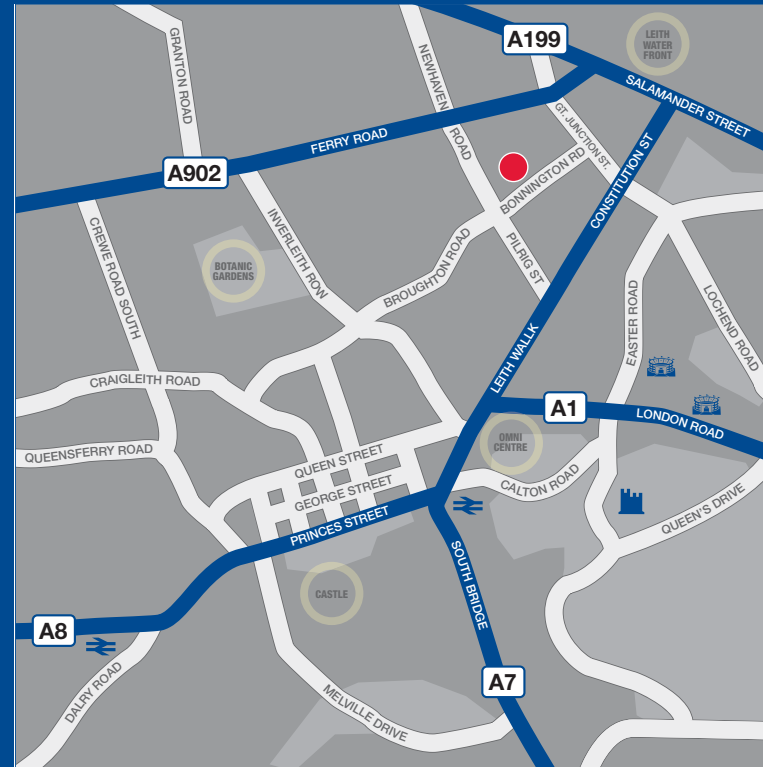 GRANTON ROAD
NEWHAVEN ROAD
A199
LEITH
WATER
FRONT
SALAMANDER STREET
GT. JUNCTION ST.
FERRY ROAD
A902
BONNINGTON RD
CONSTITUTION ST
CREWE ROAD SOUTH
INVERLEITH ROW
BOTANIC
GARDENS
BROUGHTON ROAD
PILRIG ST
EASTER ROAD
LOCHEND ROAD
LEITH WALLK
CRAIGLEITH ROAD
A1
LONDON ROAD
OMNI
CENTRE
QUEENSFERRY ROAD
QUEEN STREET
GEORGE STREET
PRINCES STREET
CALTON ROAD
QUEEN'S DRIVE
SOUTH BRIDGE
CASTLE
A8
DALRY ROAD
MELVILLE DRIVE
A7